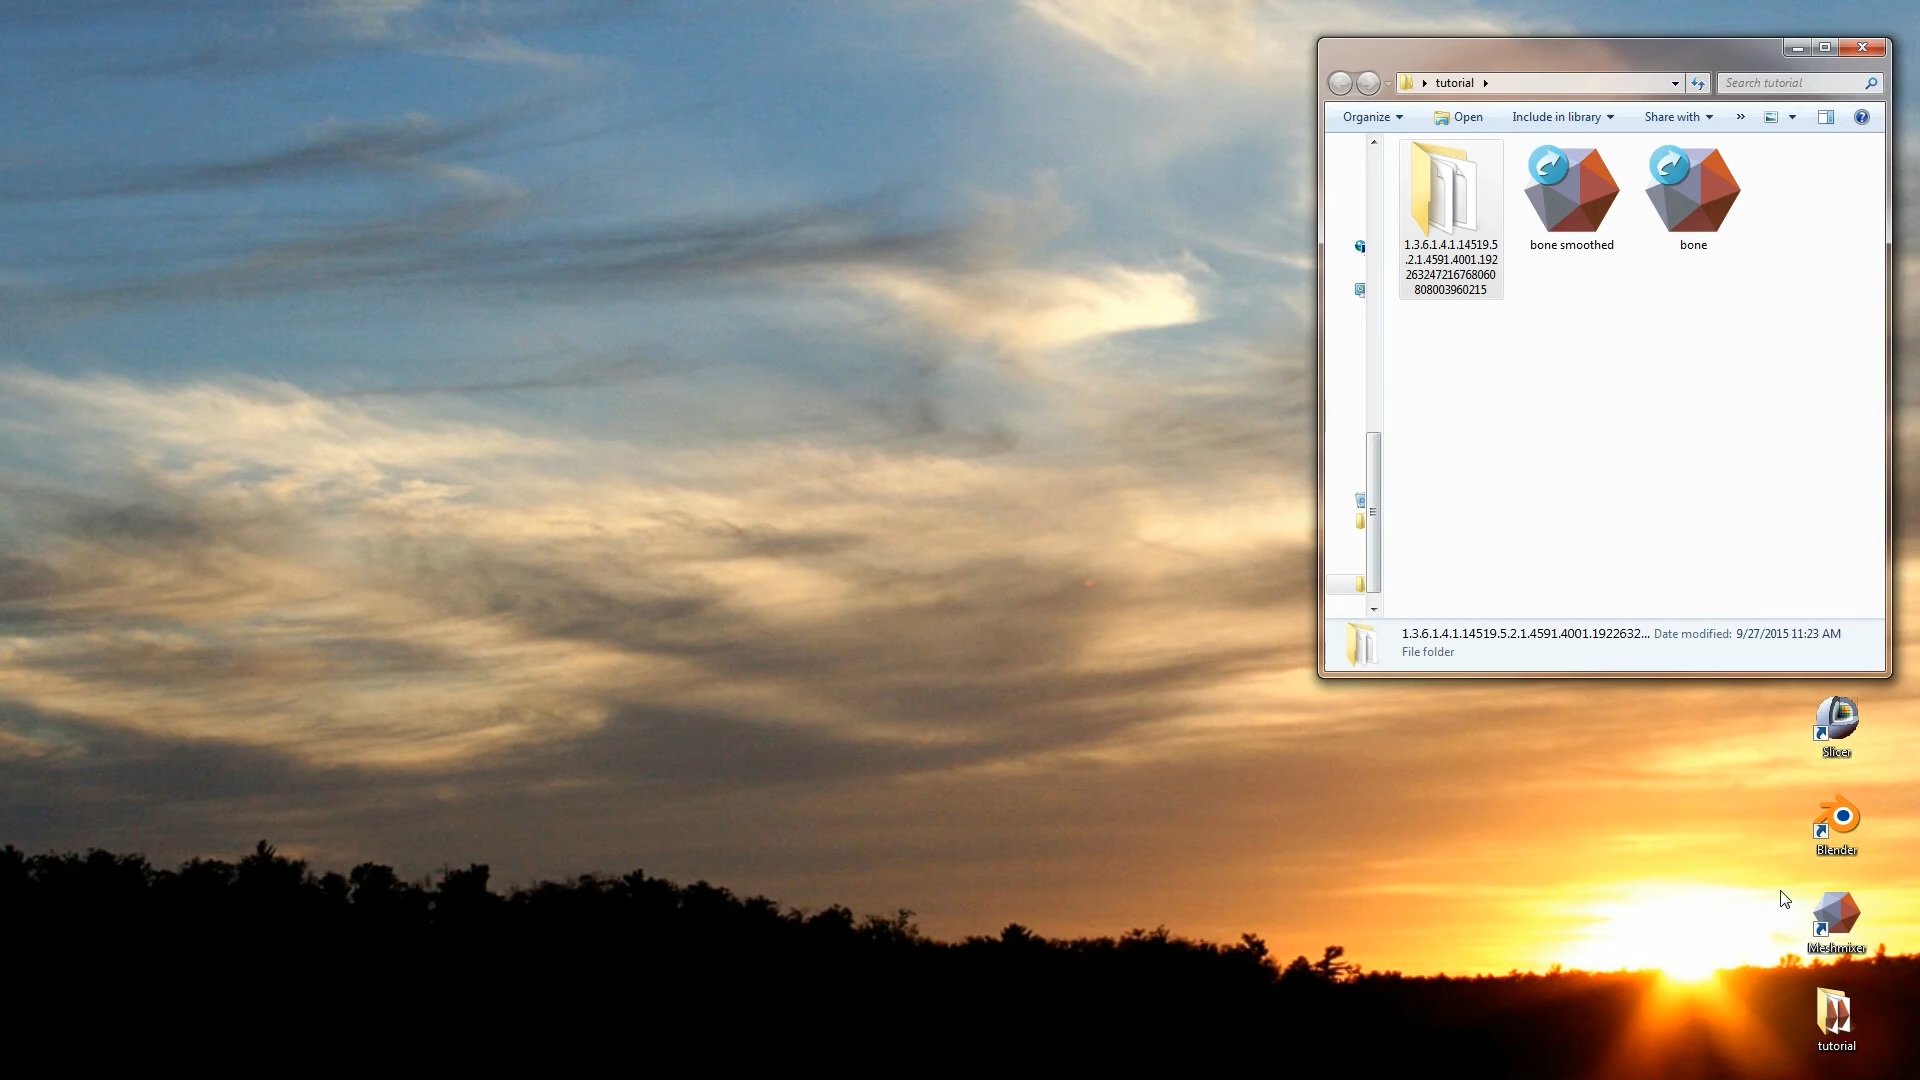 tutorial
Search tutorial
Organize
Open
Include in library
Share with
»
1.3.6.1.4.1.14519.5
.2.1.4591.4001.192
263247216768060
808003960215
bone smoothed
bone
1.3.6.1.4.1.14519.5.2.1.4591.4001.1922632... Date modified: 9/27/2015 11:23 AM
File folder
Slicer
Blender
Meshmixer
tutorial